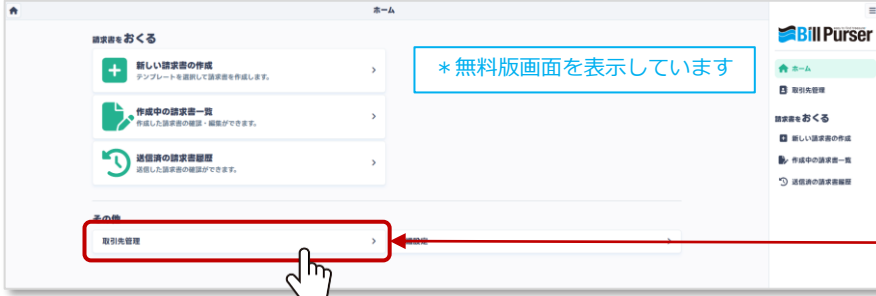 ホーム
請求書をおくる
新しい請求書の作成
テンプレートを選択して請求書を作成します。
作成中の請求書一覧
作成した請求書の確認・編集ができます。
送信済の請求書履歴
送信した請求書の確認ができます。
＊無料版画面を表示しています
その他
取引先管理
Bill Purser
ホーム
取引先管理
請求書をおくる
新しい請求書の作成
作成中の請求書一覧
送信済の請求書履歴